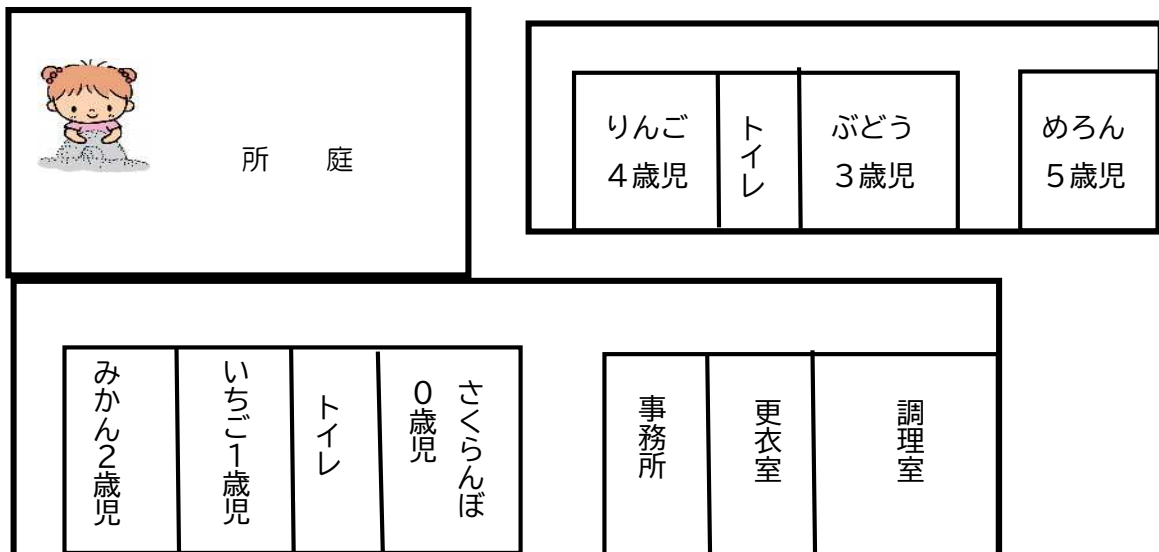 所　庭
りんご
４歳児
トイレ
ぶどう
３歳児
めろん
５歳児
みかん２歳児
いちご１歳児
トイレ
さくらんぼ
０歳児
事務所
更衣室
調理室